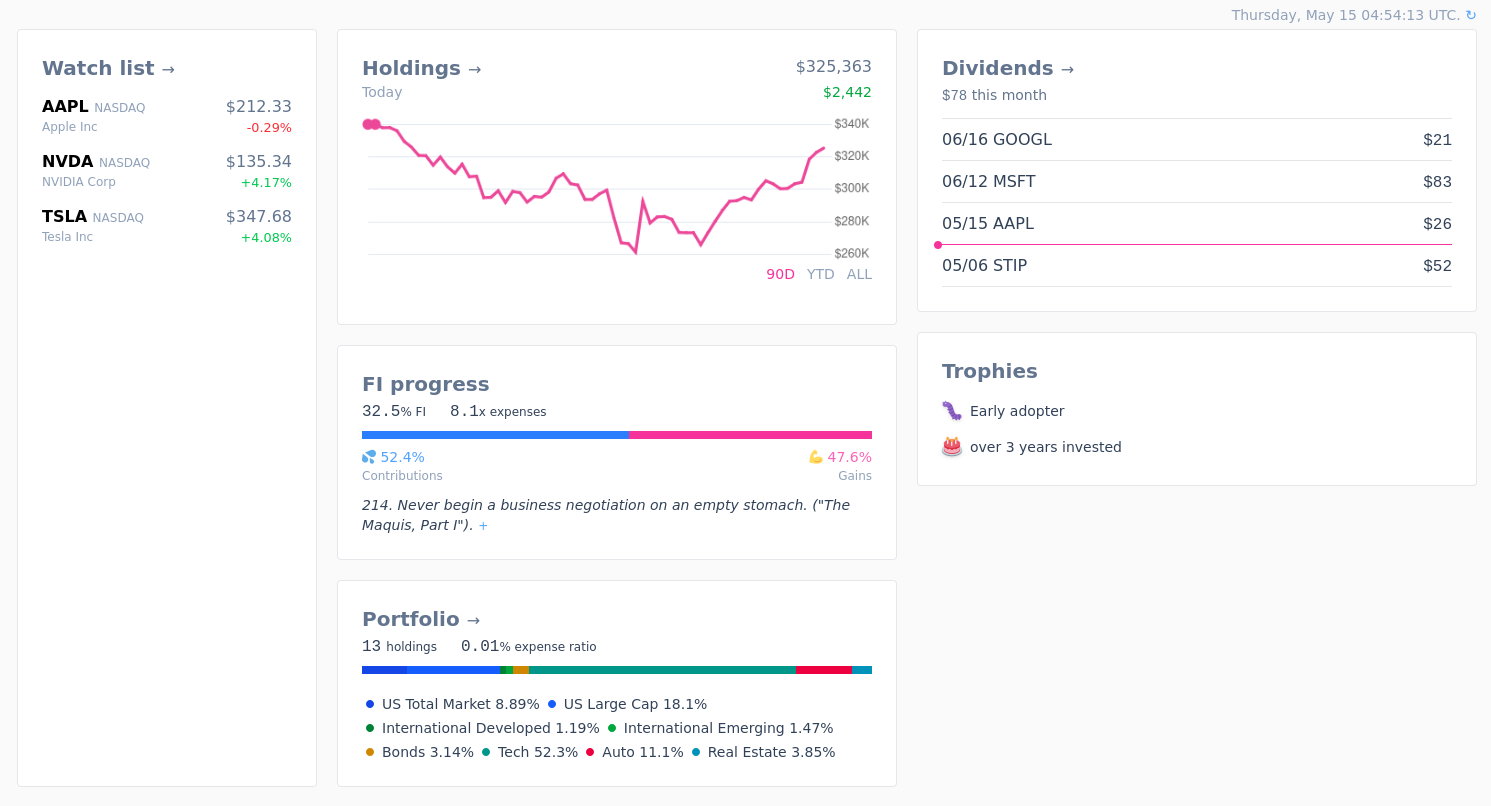 Thursday, May 15 04:54:13 UTC. ↻
Watch list →
AAPL NASDAQ $212.33
Apple Inc -0.29%
NVDA NASDAQ $135.34
NVIDIA Corp +4.17%
TSLA NASDAQ $347.68
Tesla Inc +4.08%
Holdings → $325,363
Today $2,442
$340K
$320K
$300K
$280K
$260K
90D YTD ALL
FI progress
32.5% FI 8.1x expenses
💦 52.4% 💪 47.6%
Contributions Gains
214. Never begin a business negotiation on an empty stomach. ("The
Maquis, Part I"). +
Portfolio →
13 holdings 0.01% expense ratio
US Total Market 8.89% US Large Cap 18.1%
International Developed 1.19% International Emerging 1.47%
Bonds 3.14% Tech 52.3% Auto 11.1% Real Estate 3.85%
Dividends →
$78 this month
06/16 GOOGL $21
06/12 MSFT $83
05/15 AAPL $26
05/06 STIP $52
Trophies
Early adopter
over 3 years invested